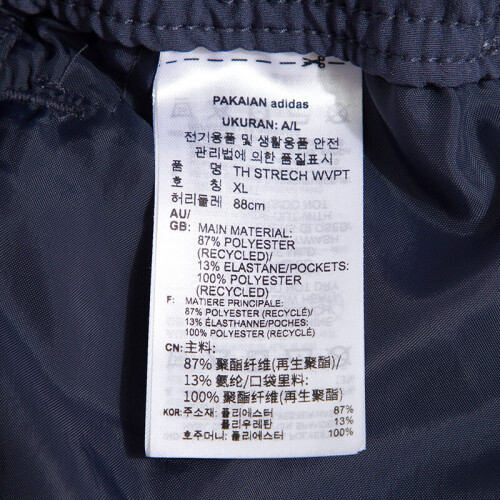 PAKAIAN adidas
UKURAN: A/L
전기용품 및 생활용품 안전
관리법에 의한 품질표시
품 명 TH STRECH WVPT
호 칭 XL
허리둘레 88cm
AU/
GB: MAIN MATERIAL:
87% POLYESTER
(RECYCLED)/
13% ELASTANE/POCKETS:
100% POLYESTER
(RECYCLED)
F: MATIERE PRINCIPALE:
87% POLYESTER (RECYCLÉ)/
13% ÉLASTHANNE/POCHES:
100% POLYESTER (RECYCLÉ)
CN: 主料:
87% 聚酯纤维(再生聚酯)/
13% 氨纶/口袋里料:
100% 聚酯纤维(再生聚酯)
KOR: 주소재: 폴리에스터 87%
폴리우레탄 13%
호주머니: 폴리에스터 100%